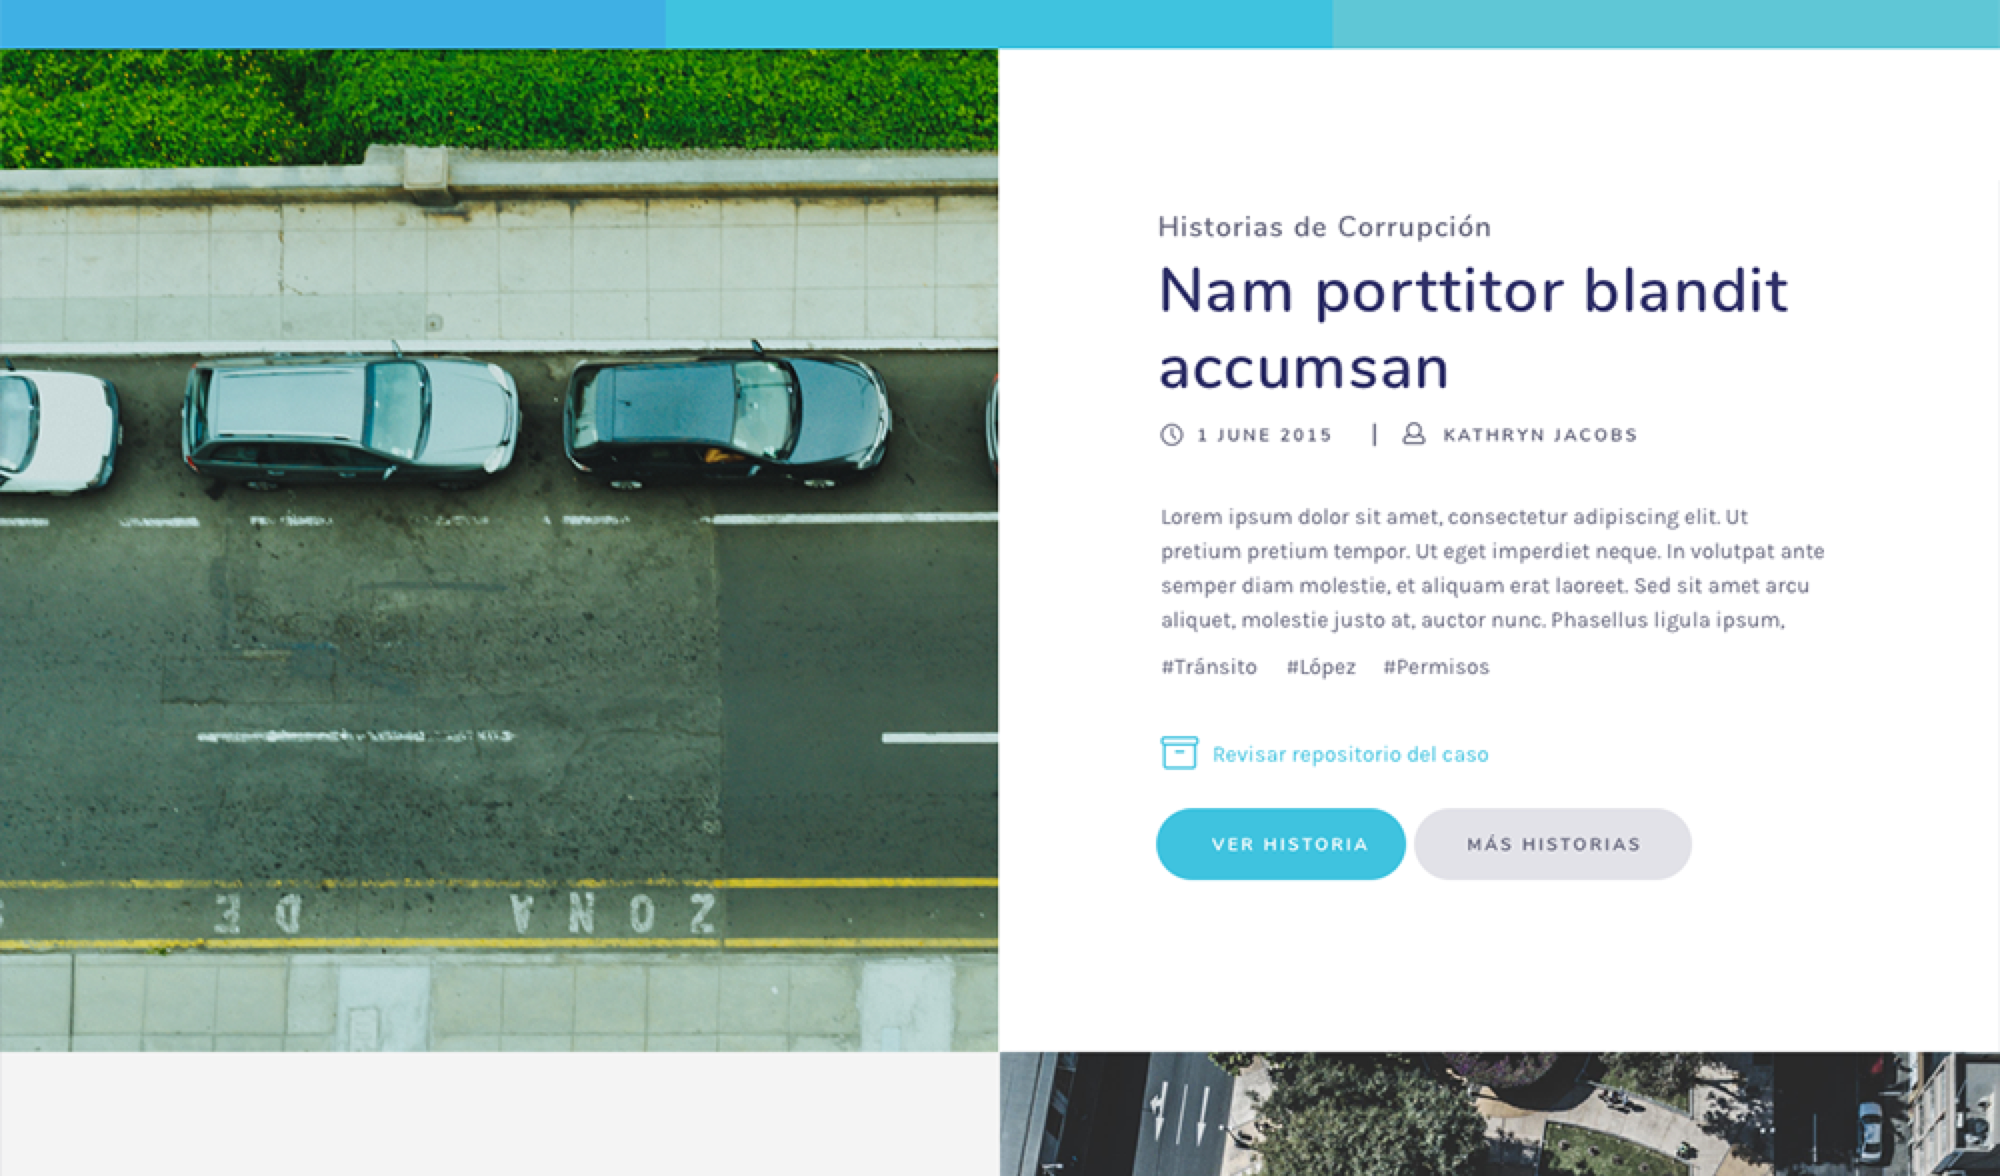 Historias de Corrupción
Nam porttitor blandit
accumsan
1 JUNE 2015 | KATHRYN JACOBS
Lorem ipsum dolor sit amet, consectetur adipiscing elit. Ut
pretium pretium tempor. Ut eget imperdiet neque. In volutpat ante
semper diam molestie, et aliquam erat laoreet. Sed sit amet arcu
aliquet, molestie justo at, auctor nunc. Phasellus ligula ipsum,
#Tránsito #López #Permisos
Revisar repositorio del caso
VER HISTORIA MÁS HISTORIAS
ZONA DE